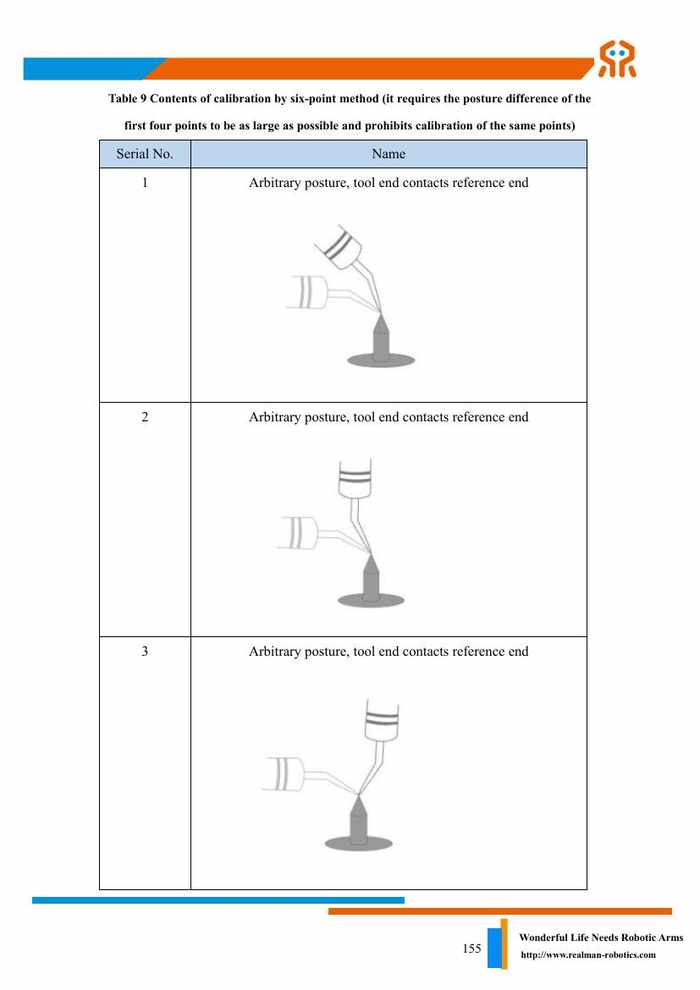 Table 9 Contents of calibration by six-point method (it requires the posture difference of the
first four points to be as large as possible and prohibits calibration of the same points)
Serial No. Name
1 Arbitrary posture, tool end contacts reference end
2 Arbitrary posture, tool end contacts reference end
3 Arbitrary posture, tool end contacts reference end
155
Wonderful Life Needs Robotic Arms
http://www.realman-robotics.com